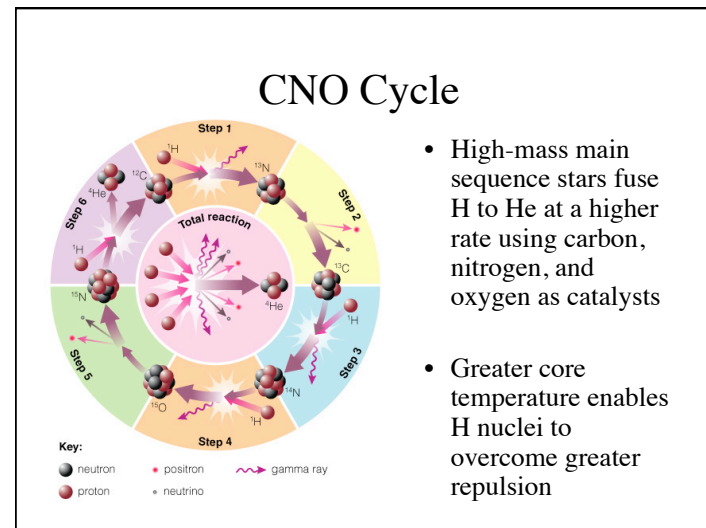 CNO Cycle
Step 1
¹H
¹³N
Step 2
¹³C
¹H
Step 3
¹⁴N
¹H
Step 4
¹⁵O
Step 5
¹⁵N
¹H
Step 6
⁴He
¹²C
Total reaction
⁴He
Key:
neutron
positron
gamma ray
proton
neutrino
• High-mass main
sequence stars fuse
H to He at a higher
rate using carbon,
nitrogen, and
oxygen as catalysts
• Greater core
temperature enables
H nuclei to
overcome greater
repulsion